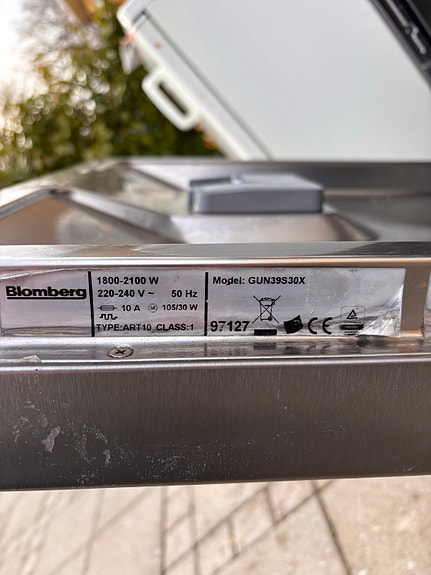 Blomberg
1800-2100 W
220-240 V ~ 50 Hz
10 A M 105/30 W
TYPE:ART10 CLASS:1
Model: GUN39S30X
97127
CE